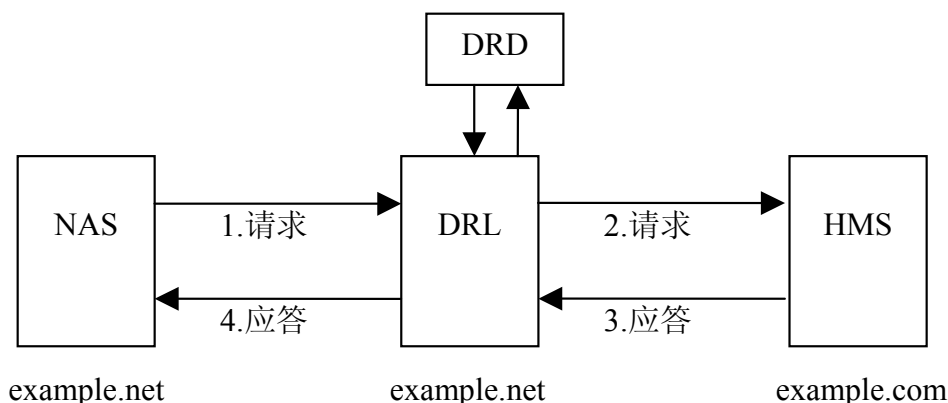 DRD
NAS
1.请求
DRL
2.请求
HMS
4.应答
3.应答
example.net
example.net
example.com